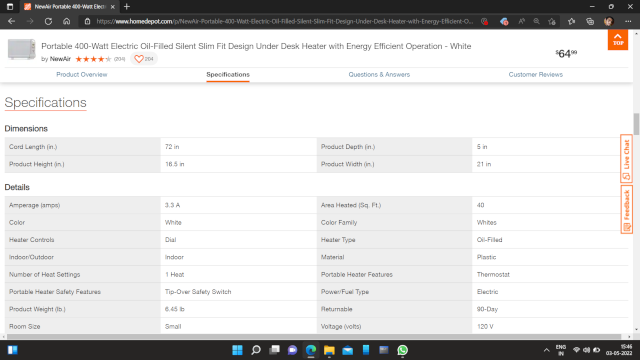 NewAir Portable 400-Watt Elect
https://www.homedepot.com/p/NewAir-Portable-400-Watt-Electric-Oil-Filled-Silent-Slim-Fit-Design-Under-Desk-Heater-with-Energy-Efficient-O...
Portable 400-Watt Electric Oil-Filled Silent Slim Fit Design Under Desk Heater with Energy Efficient Operation - White
by NewAir (204) 204
$64.99
TOP
Product Overview Specifications Questions & Answers Customer Reviews
Specifications
Dimensions
Cord Length (in.) 72 in Product Depth (in.) 5 in
Product Height (in.) 16.5 in Product Width (in.) 21 in
Details
Amperage (amps) 3.3 A Area Heated (Sq. Ft.) 40
Color White Color Family Whites
Heater Controls Dial Heater Type Oil-Filled
Indoor/Outdoor Indoor Material Plastic
Number of Heat Settings 1 Heat Portable Heater Features Thermostat
Portable Heater Safety Features Tip-Over Safety Switch Power/Fuel Type Electric
Product Weight (lb.) 6.45 lb Returnable 90-Day
Room Size Small Voltage (volts) 120 V
Live Chat
Feedback
ENG
IN
15:46
03-05-2022